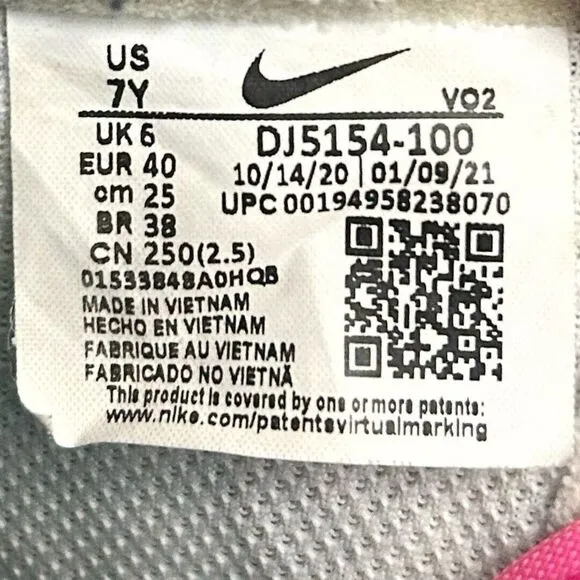 US
7Y
VO2
UK 6
EUR 40
cm 25
BR 38
CN 250(2.5)
01533848A0HQB
DJ5154-100
10/14/20 | 01/09/21
UPC 00194958238070
MADE IN VIETNAM
HECHO EN VIETNAM
FABRIQUE AU VIETNAM
FABRICADO NO VIETNÃ
This product is covered by one or more patents:
www.nike.com/patentsvirtualmarking